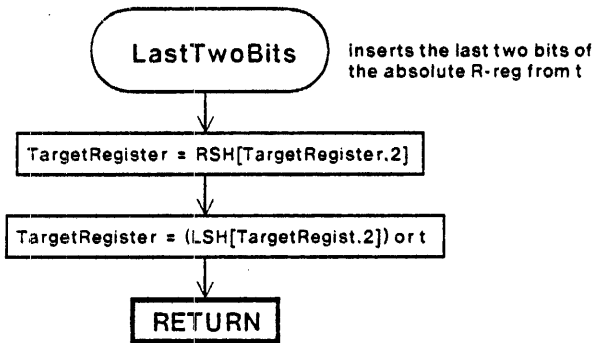 LastTwoBits
inserts the last two bits of
the absolute R-reg from t
TargetRegister = RSH[TargetRegister.2]
TargetRegister = (LSH[TargetRegist.2]) or t
RETURN